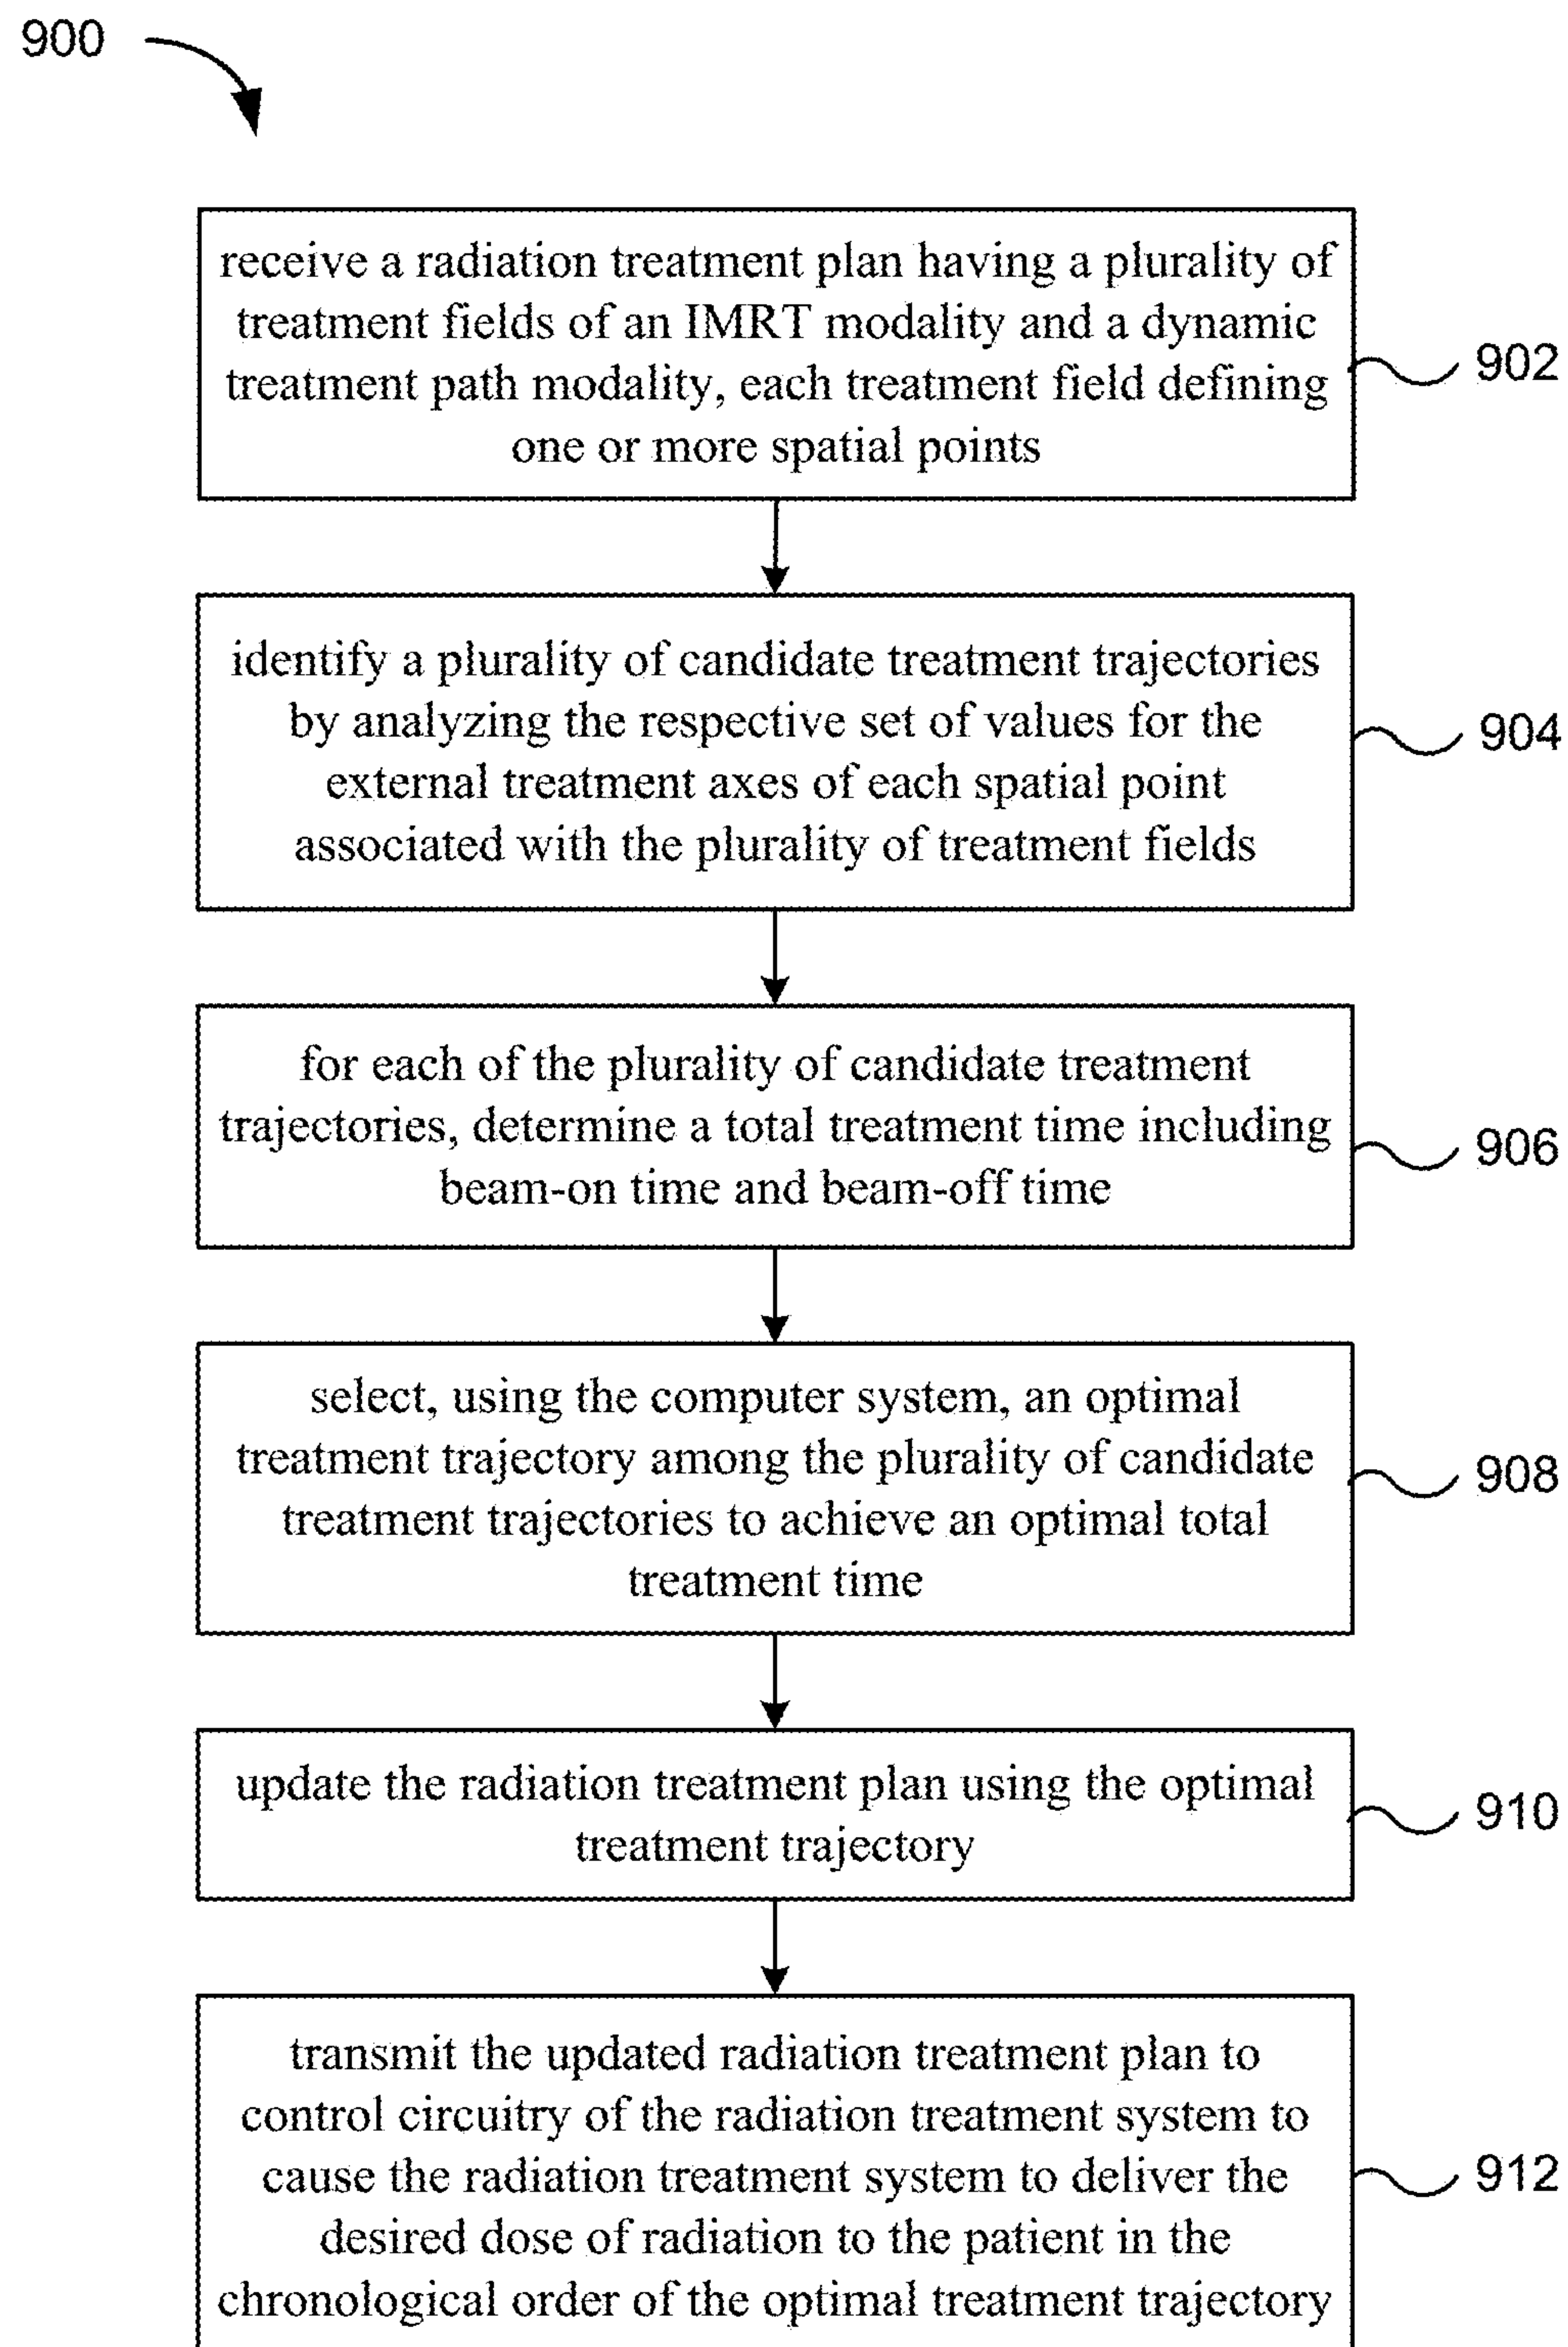 900
receive a radiation treatment plan having a plurality of
treatment fields of an IMRT modality and a dynamic
treatment path modality, each treatment field defining
one or more spatial points
902
identify a plurality of candidate treatment trajectories
by analyzing the respective set of values for the
external treatment axes of each spatial point
associated with the plurality of treatment fields
904
for each of the plurality of candidate treatment
trajectories, determine a total treatment time including
beam-on time and beam-off time
906
select, using the computer system, an optimal
treatment trajectory among the plurality of candidate
treatment trajectories to achieve an optimal total
treatment time
908
update the radiation treatment plan using the optimal
treatment trajectory
910
transmit the updated radiation treatment plan to
control circuitry of the radiation treatment system to
cause the radiation treatment system to deliver the
desired dose of radiation to the patient in the
chronological order of the optimal treatment trajectory
912